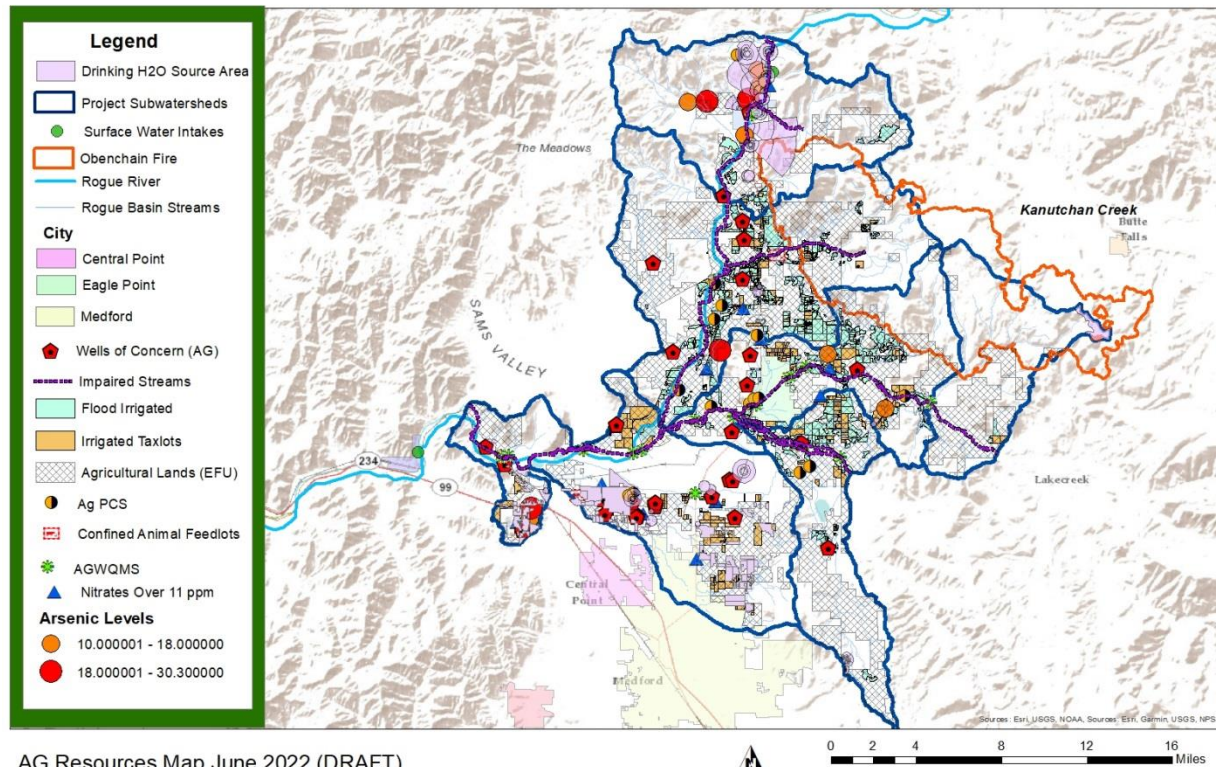 Legend
Drinking H2O Source Area
Project Subwatersheds
Surface Water Intakes
Obenchain Fire
Rogue River
Rogue Basin Streams
City
Central Point
Eagle Point
Medford
Wells of Concern (AG)
Impaired Streams
Flood Irrigated
Irrigated Taxlots
Agricultural Lands (EFU)
Ag PCS
Confined Animal Feedlots
AGWQMS
Nitrates Over 11 ppm
Arsenic Levels
10.000001 - 18.000000
18.000001 - 30.300000
The Meadows
Kanutchan Creek
Butte
Falls
SAMS VALLEY
234
99
Lakecreek
Central
Point
Medford
Sources: Esri, USGS, NOAA, Sources: Esri, Garmin, USGS, NPS
AG Resources Map June 2022 (DRAFT)
0 2 4 8 12 16
Miles